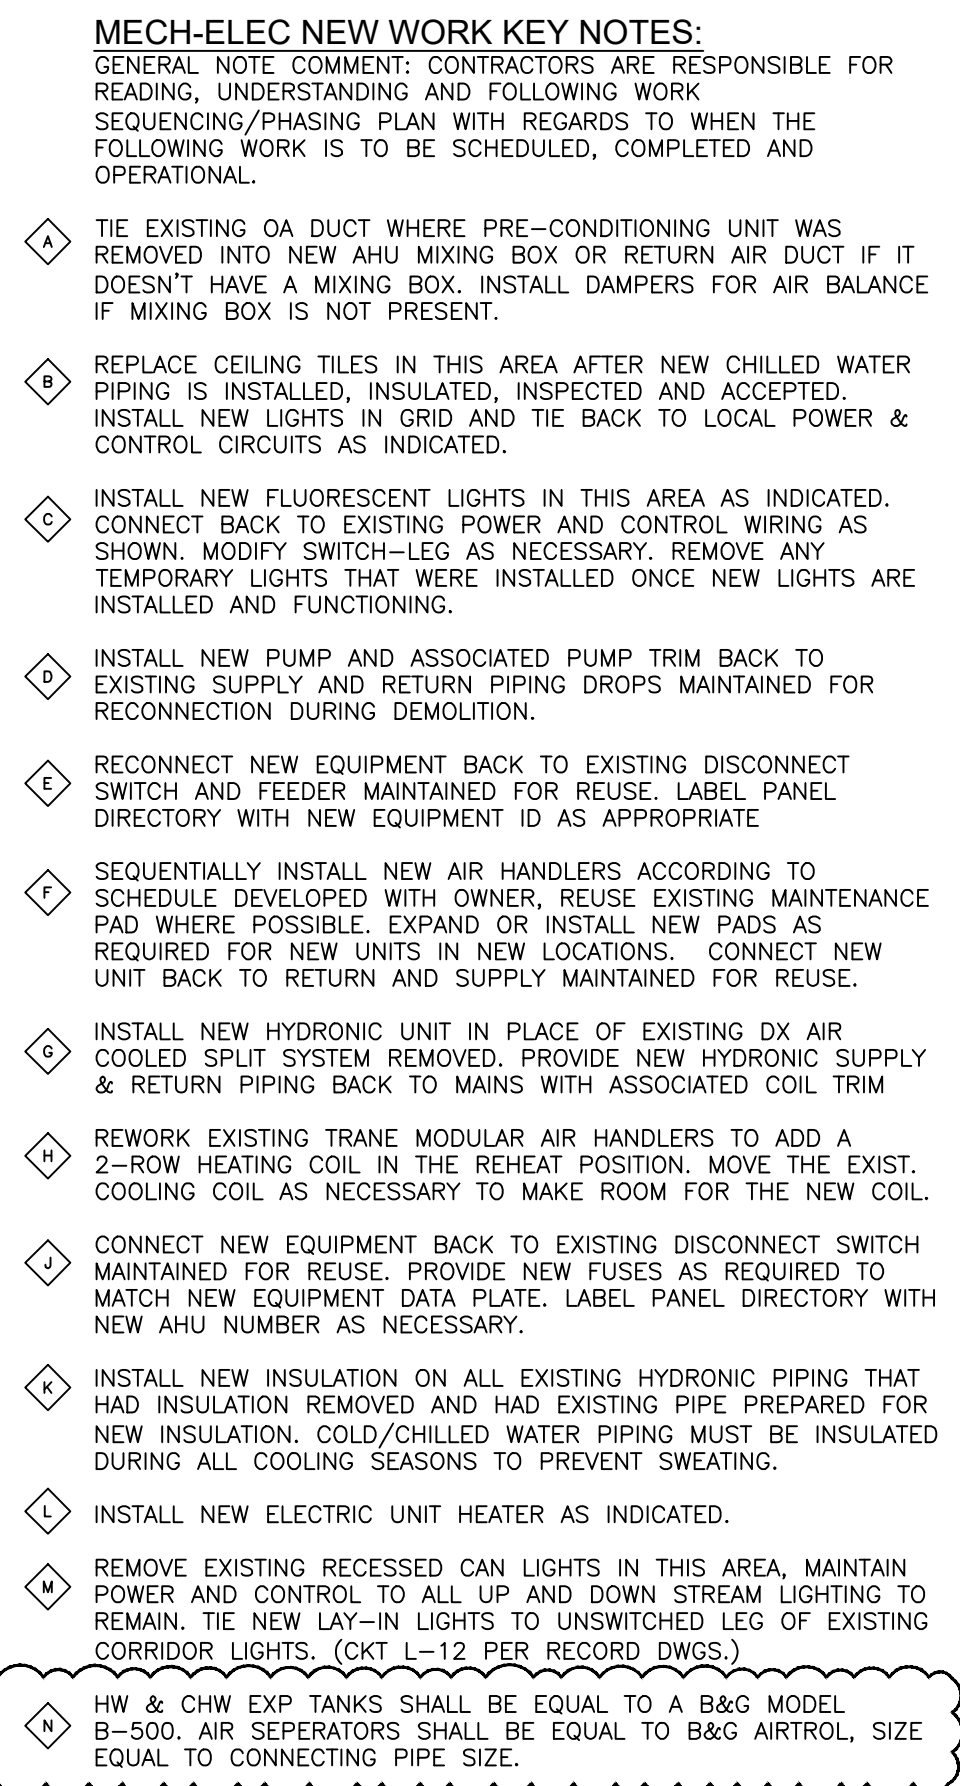 MECH-ELEC NEW WORK KEY NOTES:
GENERAL NOTE COMMENT: CONTRACTORS ARE RESPONSIBLE FOR
READING, UNDERSTANDING AND FOLLOWING WORK
SEQUENCING/PHASING PLAN WITH REGARDS TO WHEN THE
FOLLOWING WORK IS TO BE SCHEDULED, COMPLETED AND
OPERATIONAL.
A
TIE EXISTING OA DUCT WHERE PRE-CONDITIONING UNIT WAS
REMOVED INTO NEW AHU MIXING BOX OR RETURN AIR DUCT IF IT
DOESN'T HAVE A MIXING BOX. INSTALL DAMPERS FOR AIR BALANCE
IF MIXING BOX IS NOT PRESENT.
B
REPLACE CEILING TILES IN THIS AREA AFTER NEW CHILLED WATER
PIPING IS INSTALLED, INSULATED, INSPECTED AND ACCEPTED.
INSTALL NEW LIGHTS IN GRID AND TIE BACK TO LOCAL POWER &
CONTROL CIRCUITS AS INDICATED.
C
INSTALL NEW FLUORESCENT LIGHTS IN THIS AREA AS INDICATED.
CONNECT BACK TO EXISTING POWER AND CONTROL WIRING AS
SHOWN. MODIFY SWITCH-LEG AS NECESSARY. REMOVE ANY
TEMPORARY LIGHTS THAT WERE INSTALLED ONCE NEW LIGHTS ARE
INSTALLED AND FUNCTIONING.
D
INSTALL NEW PUMP AND ASSOCIATED PUMP TRIM BACK TO
EXISTING SUPPLY AND RETURN PIPING DROPS MAINTAINED FOR
RECONNECTION DURING DEMOLITION.
E
RECONNECT NEW EQUIPMENT BACK TO EXISTING DISCONNECT
SWITCH AND FEEDER MAINTAINED FOR REUSE. LABEL PANEL
DIRECTORY WITH NEW EQUIPMENT ID AS APPROPRIATE
F
SEQUENTIALLY INSTALL NEW AIR HANDLERS ACCORDING TO
SCHEDULE DEVELOPED WITH OWNER, REUSE EXISTING MAINTENANCE
PAD WHERE POSSIBLE. EXPAND OR INSTALL NEW PADS AS
REQUIRED FOR NEW UNITS IN NEW LOCATIONS. CONNECT NEW
UNIT BACK TO RETURN AND SUPPLY MAINTAINED FOR REUSE.
G
INSTALL NEW HYDRONIC UNIT IN PLACE OF EXISTING DX AIR
COOLED SPLIT SYSTEM REMOVED. PROVIDE NEW HYDRONIC SUPPLY
& RETURN PIPING BACK TO MAINS WITH ASSOCIATED COIL TRIM
H
REWORK EXISTING TRANE MODULAR AIR HANDLERS TO ADD A
2-ROW HEATING COIL IN THE REHEAT POSITION. MOVE THE EXIST.
COOLING COIL AS NECESSARY TO MAKE ROOM FOR THE NEW COIL.
J
CONNECT NEW EQUIPMENT BACK TO EXISTING DISCONNECT SWITCH
MAINTAINED FOR REUSE. PROVIDE NEW FUSES AS REQUIRED TO
MATCH NEW EQUIPMENT DATA PLATE. LABEL PANEL DIRECTORY WITH
NEW AHU NUMBER AS NECESSARY.
K
INSTALL NEW INSULATION ON ALL EXISTING HYDRONIC PIPING THAT
HAD INSULATION REMOVED AND HAD EXISTING PIPE PREPARED FOR
NEW INSULATION. COLD/CHILLED WATER PIPING MUST BE INSULATED
DURING ALL COOLING SEASONS TO PREVENT SWEATING.
L
INSTALL NEW ELECTRIC UNIT HEATER AS INDICATED.
M
REMOVE EXISTING RECESSED CAN LIGHTS IN THIS AREA, MAINTAIN
POWER AND CONTROL TO ALL UP AND DOWN STREAM LIGHTING TO
REMAIN. TIE NEW LAY-IN LIGHTS TO UNSWITCHED LEG OF EXISTING
CORRIDOR LIGHTS. (CKT L-12 PER RECORD DWGS.)
N
HW & CHW EXP TANKS SHALL BE EQUAL TO A B&G MODEL
B-500. AIR SEPERATORS SHALL BE EQUAL TO B&G AIRTROL, SIZE
EQUAL TO CONNECTING PIPE SIZE.